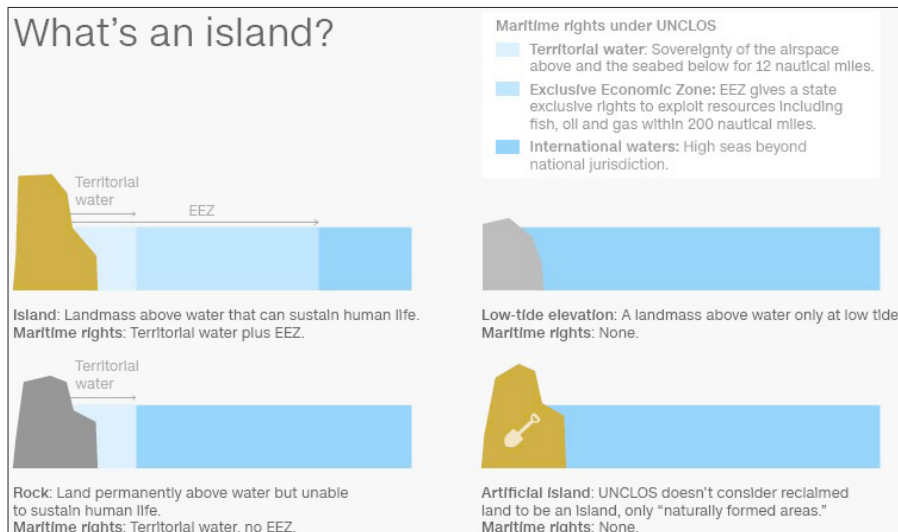 What's an island?
Maritime rights under UNCLOS
Territorial water: Sovereignty of the airspace
above and the seabed below for 12 nautical miles.
Exclusive Economic Zone: EEZ gives a state
exclusive rights to exploit resources including
fish, oil and gas within 200 nautical miles.
International waters: High seas beyond
national jurisdiction.
Territorial
water
EEZ
Island: Landmass above water that can sustain human life.
Maritime rights: Territorial water plus EEZ.
Low-tide elevation: A landmass above water only at low tide
Maritime rights: None.
Territorial
water
Rock: Land permanently above water but unable
to sustain human life.
Maritime rights: Territorial water, no EEZ.
Artificial island: UNCLOS doesn't consider reclaimed
land to be an island, only "naturally formed areas."
Maritime rights: None.